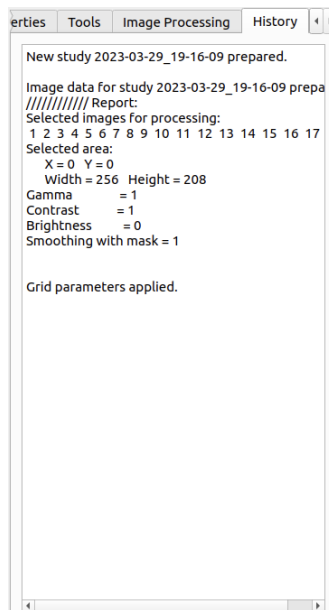 erties Tools Image Processing History
New study 2023-03-29_19-16-09 prepared.
Image data for study 2023-03-29_19-16-09 prepa
//////////// Report:
Selected images for processing:
1 2 3 4 5 6 7 8 9 10 11 12 13 14 15 16 17
Selected area:
X = 0 Y = 0
Width = 256 Height = 208
Gamma = 1
Contrast = 1
Brightness = 0
Smoothing with mask = 1
Grid parameters applied.